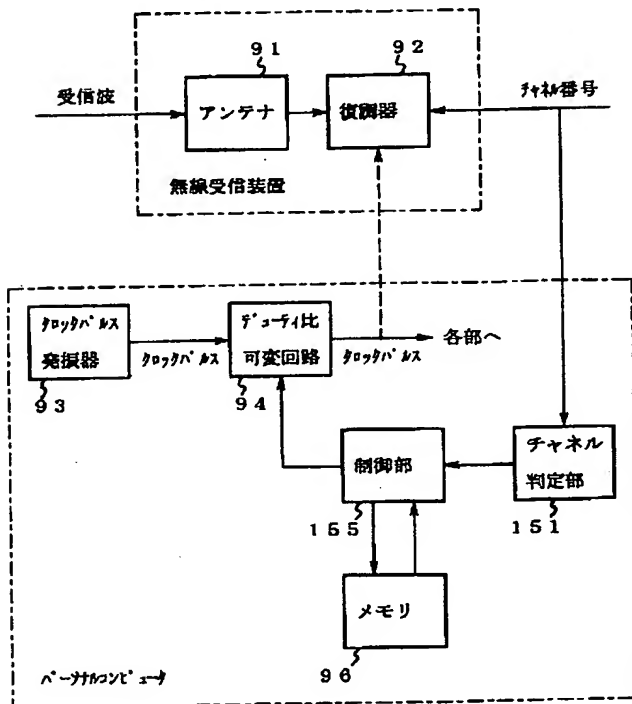 91
92
受信波
アンテナ
復調器
チャネル番号
無線受信装置
クロックパルス
発振器
クロックパルス
デューティ比
可変回路
クロックパルス
各部へ
93
94
制御部
チャネル
判定部
155
151
メモリ
96
パーソナルコンピュータ